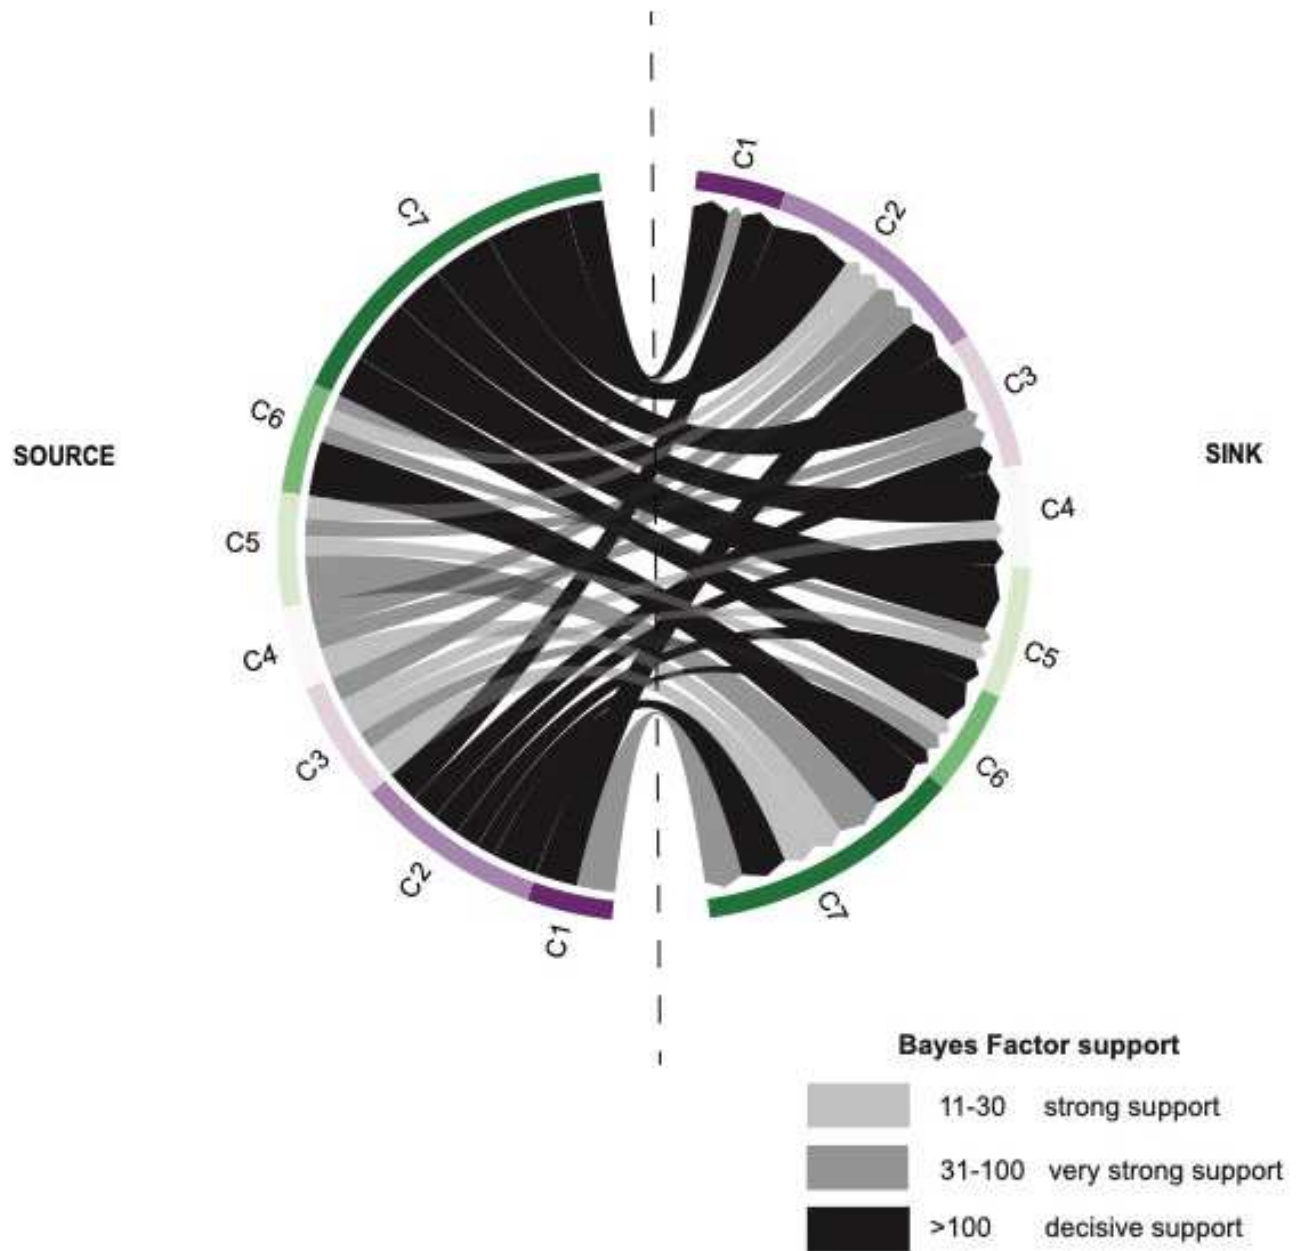 C1
C7
C2
C3
C6
SOURCE
SINK
C4
C5
C5
C4
C3
C6
C2
C7
C1
Bayes Factor support
11-30 strong support
31-100 very strong support
>100 decisive support